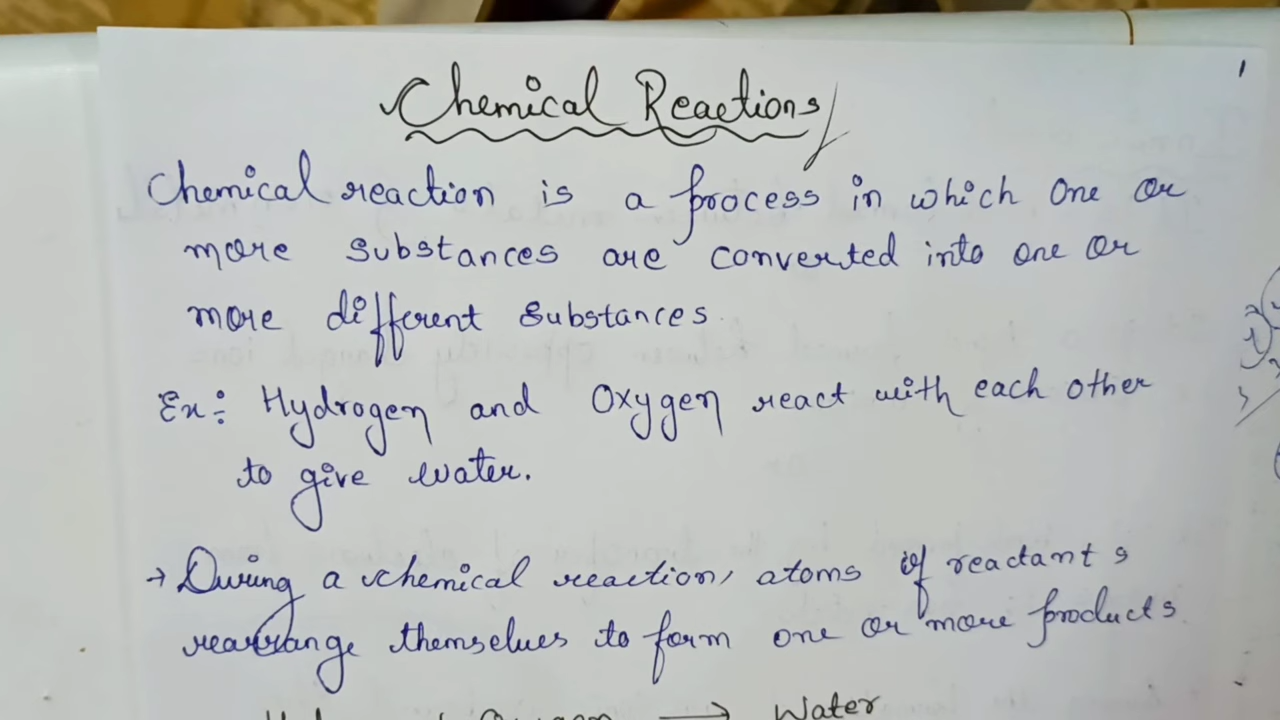 Chemical Reactions
1
Chemical reaction is a process in which One or
more Substances are converted into one or
more different Substances.
Ex: Hydrogen and Oxygen react with each other
to give water.
→ During a chemical reaction, atoms of reactants
rearrange themselves to form one or more products.
→ Water